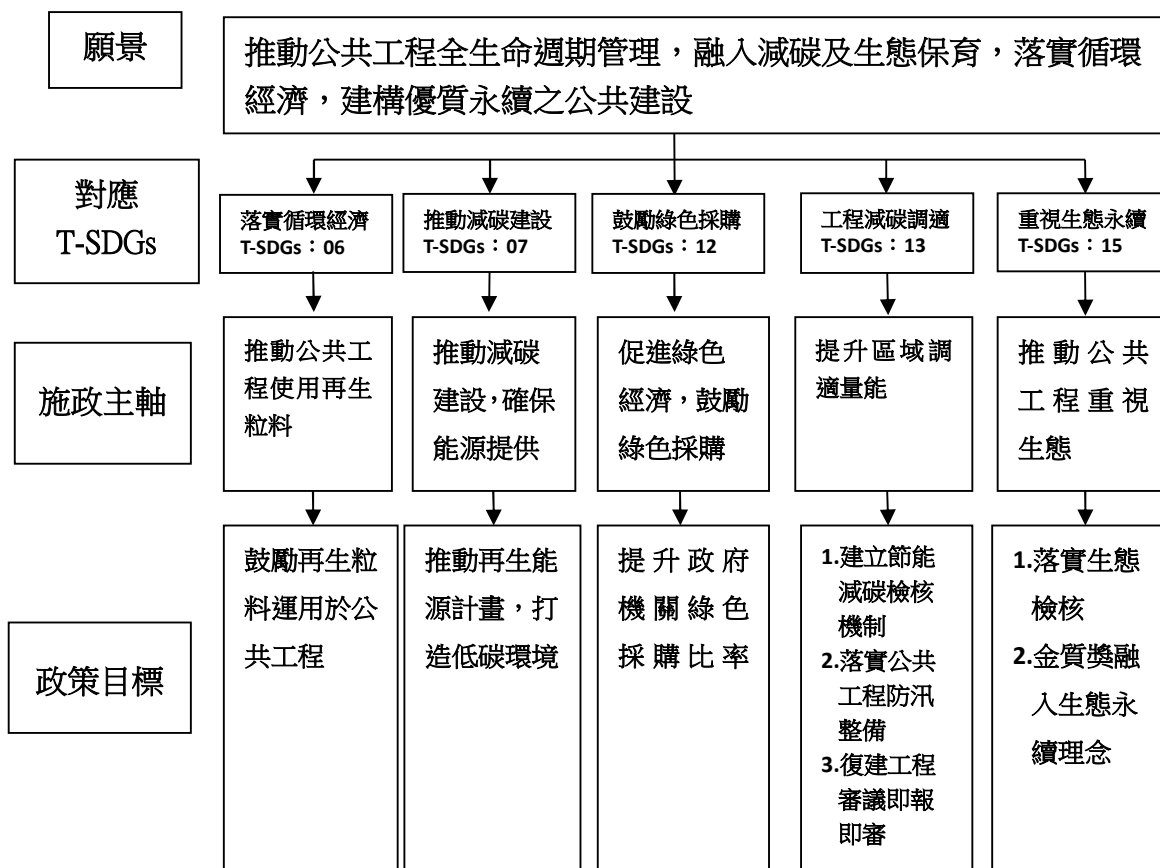 願景
推動公共工程全生命週期管理，融入減碳及生態保育，落實循環
經濟，建構優質永續之公共建設
對應
T-SDGs
落實循環經濟
T-SDGs：06
推動減碳建設
T-SDGs：07
鼓勵綠色採購
T-SDGs：12
工程減碳調適
T-SDGs：13
重視生態永續
T-SDGs：15
施政主軸
推動公共工
程使用再生
粒料
推動減碳
建設，確保
能源提供
促進綠色
經濟，鼓勵
綠色採購
提升區域調
適量能
推動公共
工程重視
生態
政策目標
鼓勵再生粒
料運用於公
共工程
推動再生能
源計畫，打
造低碳環境
提升政府
機關綠色
採購比率
1.建立節能
減碳檢核
機制
2.落實公共
工程防汛
整備
3.復建工程
審議即報
即審
1.落實生態
檢核
2.金質獎融
入生態永
續理念